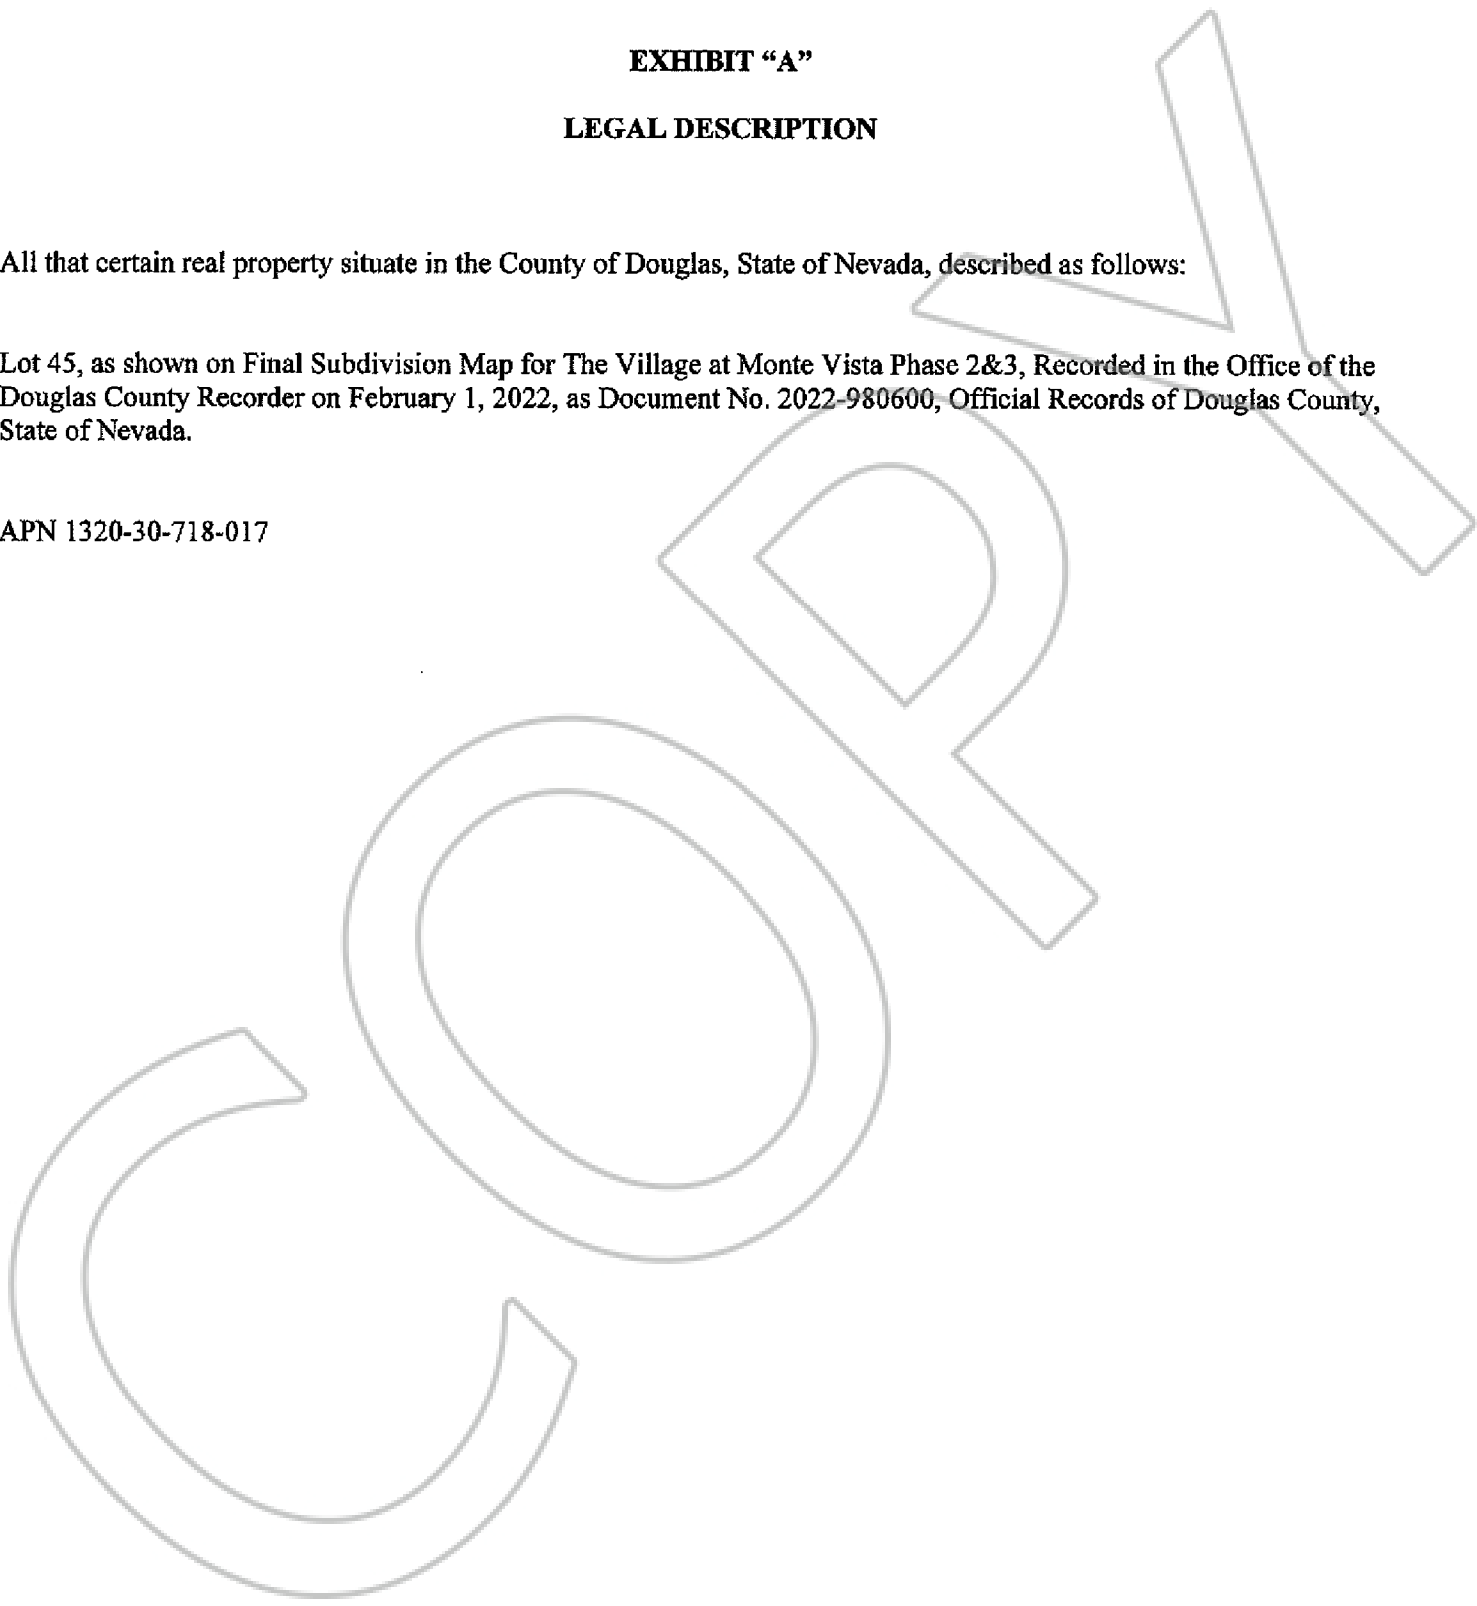 EXHIBIT “A”
LEGAL DESCRIPTION
All that certain real property situate in the County of Douglas, State of Nevada, described as follows:
Lot 45, as shown on Final Subdivision Map for The Village at Monte Vista Phase 2&3, Recorded in the Office of the
Douglas County Recorder on February 1, 2022, as Document No. 2022-980600, Official Records of Douglas County,
State of Nevada.
APN 1320-30-718-017
COPY